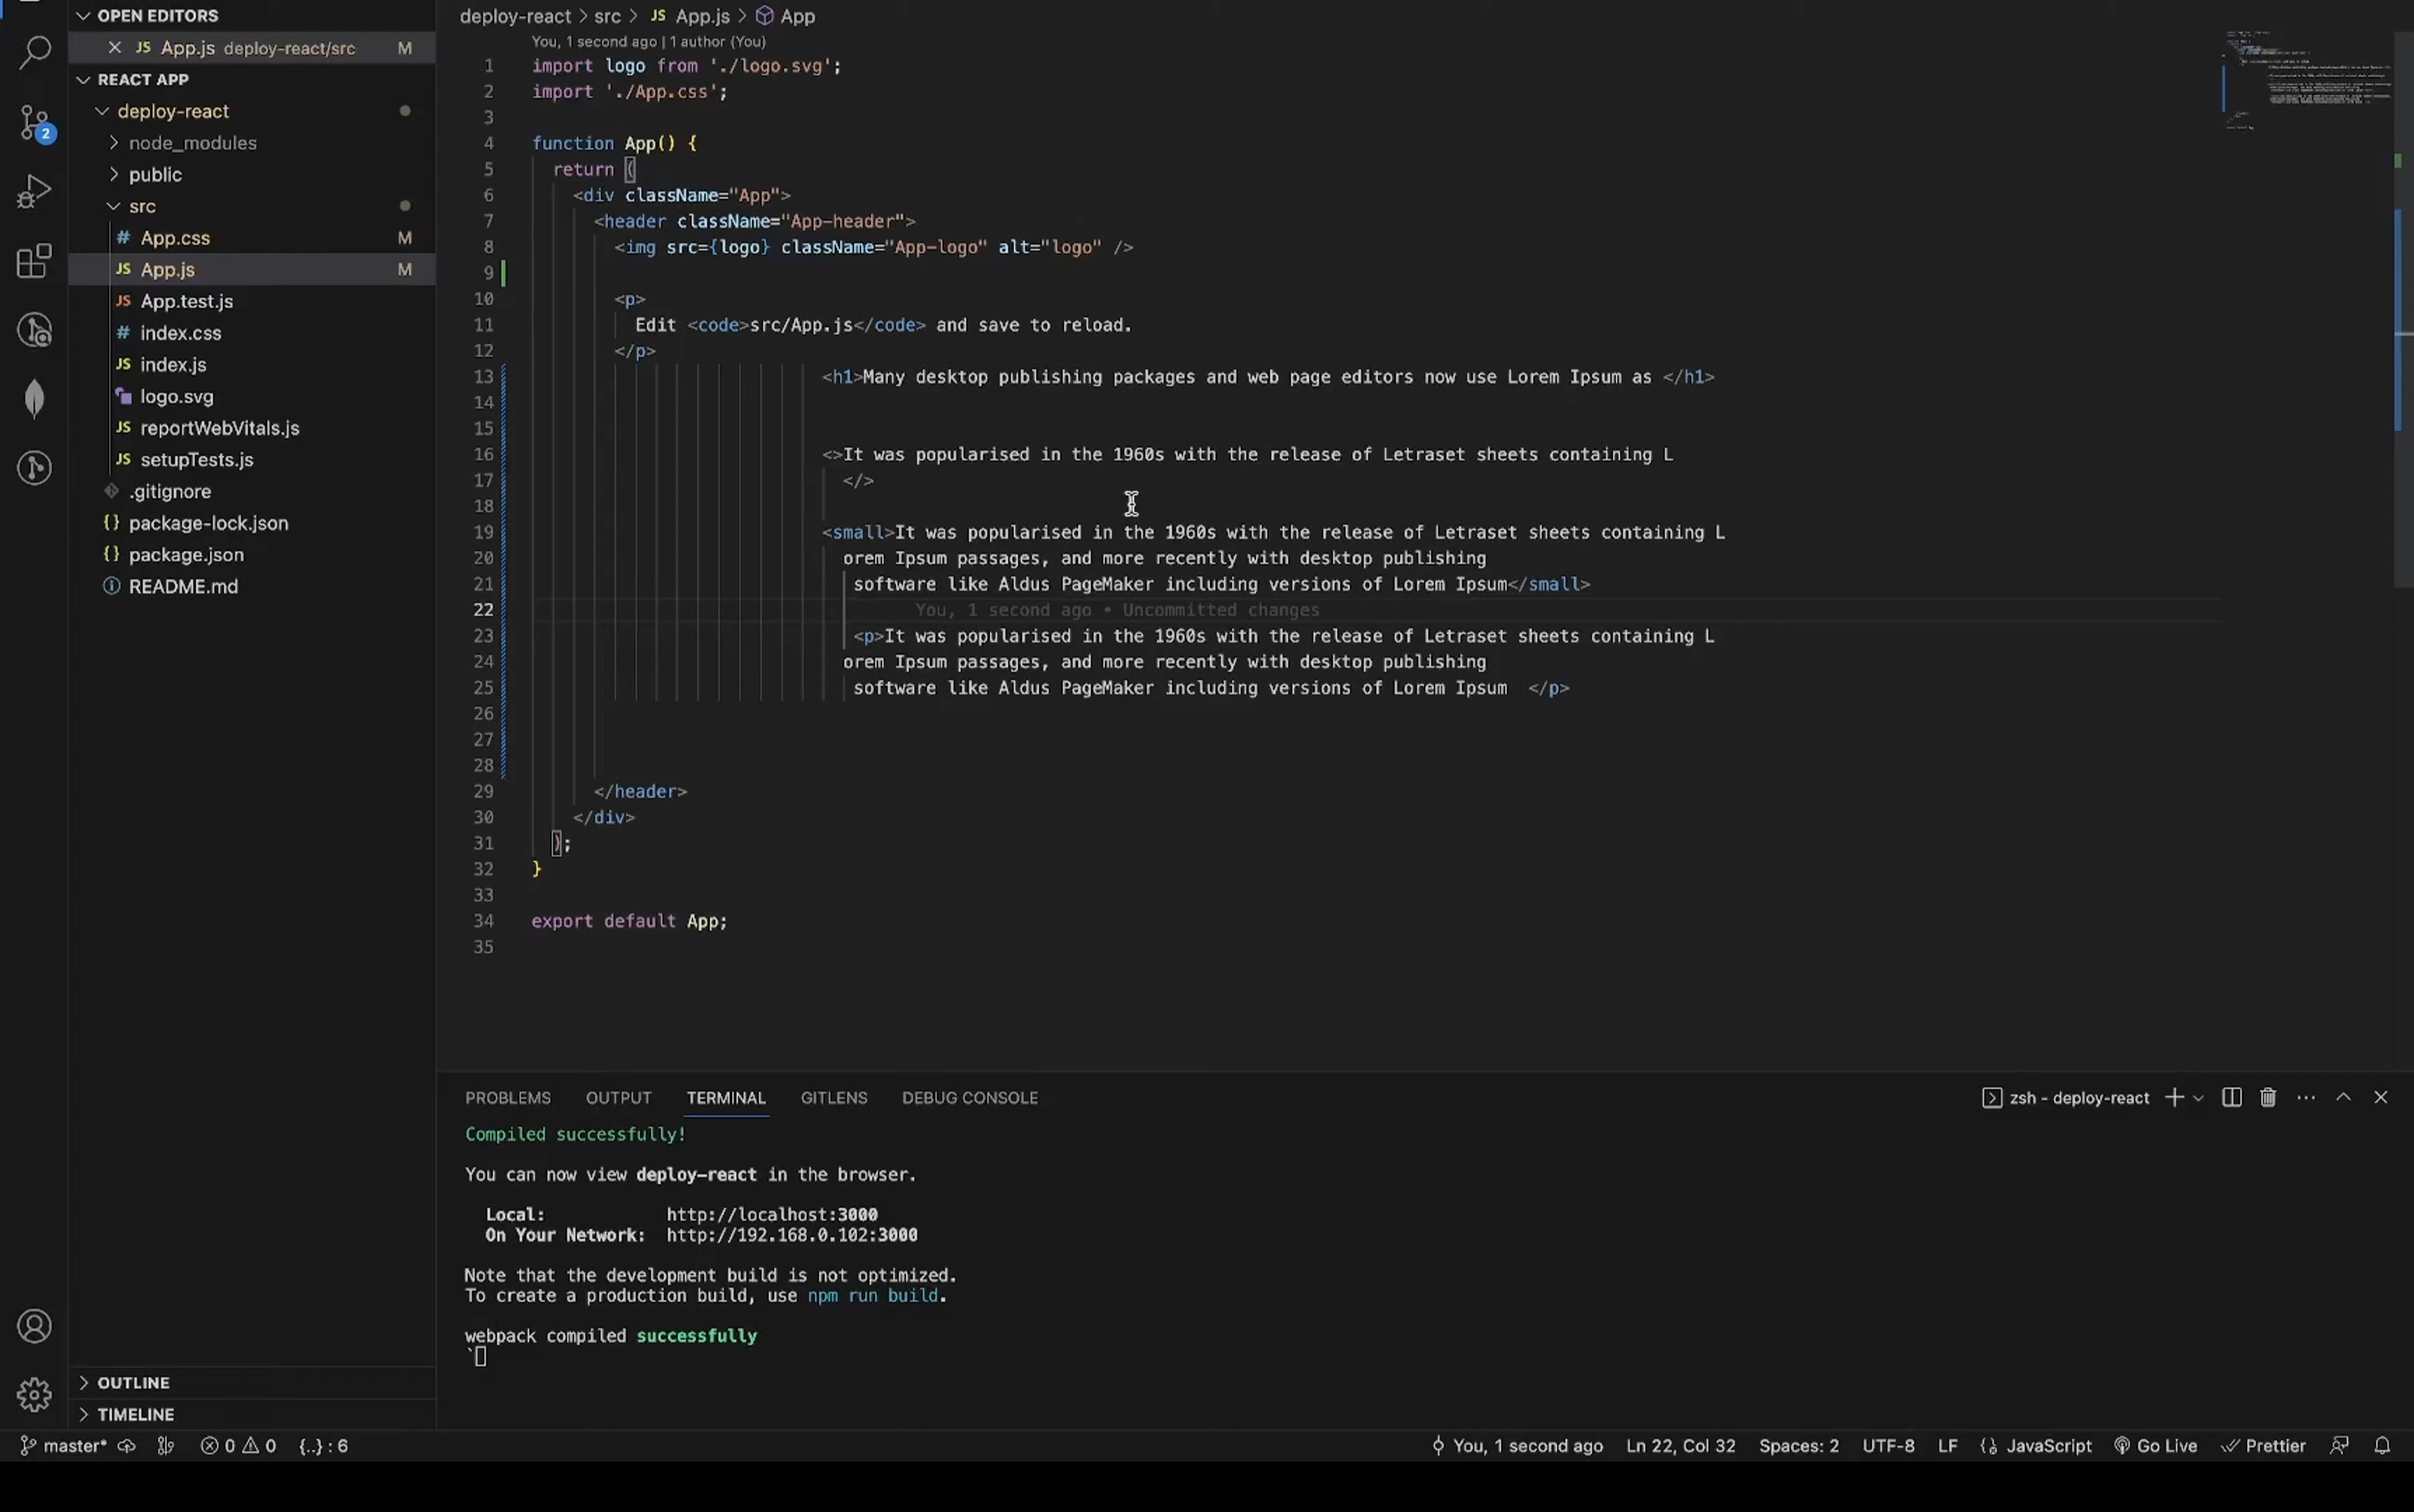 OPEN EDITORS
App.js deploy-react/src M
REACT APP
deploy-react
node_modules
public
src
App.css M
App.js M
App.test.js
index.css
index.js
logo.svg
reportWebVitals.js
setupTests.js
.gitignore
package-lock.json
package.json
README.md
OUTLINE
TIMELINE
2
deploy-react > src > JS App.js > App
You, 1 second ago | 1 author (You)
1 import logo from './logo.svg';
2 import './App.css';
3
4 function App() {
5 return (
6 <div className="App">
7 <header className="App-header">
8 <img src={logo} className="App-logo" alt="logo" />
9
10 <p>
11 Edit <code>src/App.js</code> and save to reload.
12 </p>
13 <h1>Many desktop publishing packages and web page editors now use Lorem Ipsum as </h1>
14
15
16 <>It was popularised in the 1960s with the release of Letraset sheets containing L
17 </>
18
19 <small>It was popularised in the 1960s with the release of Letraset sheets containing L
20 orem Ipsum passages, and more recently with desktop publishing
21 software like Aldus PageMaker including versions of Lorem Ipsum</small>
22 You, 1 second ago • Uncommitted changes
23 <p>It was popularised in the 1960s with the release of Letraset sheets containing L
24 orem Ipsum passages, and more recently with desktop publishing
25 software like Aldus PageMaker including versions of Lorem Ipsum </p>
26
27
28
29 </header>
30 </div>
31 );
32 }
33
34 export default App;
35
PROBLEMS OUTPUT TERMINAL GITLENS DEBUG CONSOLE
zsh - deploy-react
Compiled successfully!
You can now view deploy-react in the browser.
Local: http://localhost:3000
On Your Network: http://192.168.0.102:3000
Note that the development build is not optimized.
To create a production build, use npm run build.
webpack compiled successfully
`
master* 0 0 {..} : 6
You, 1 second ago Ln 22, Col 32 Spaces: 2 UTF-8 LF JavaScript Go Live Prettier